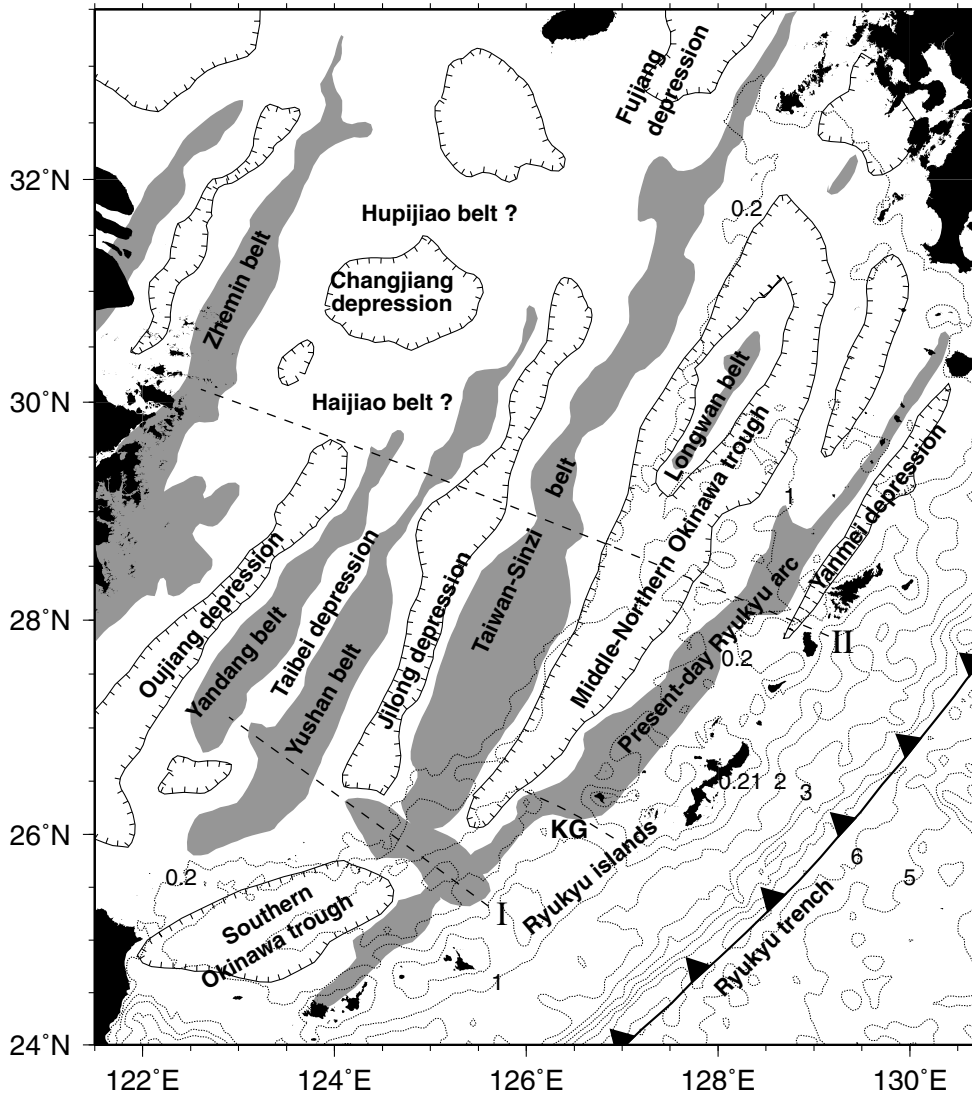 Fujiang
depression
32˚N
0.2
Hupijiao belt ?
Zhemin belt
Changjiang
depression
30˚N
Haijiao belt ?
Longwan belt
belt
1
Oujiang depression
Yandang belt
Taibei depression
Yushan belt
Jilong depression
Taiwan-Sinzi
Middle-Northern Okinawa trough
Present-day Ryukyu arc
Yanmei depression
28˚N
II
0.2
0.21
2
3
26˚N
KG
6
5
0.2
Ryukyu islands
Southern
Okinawa trough
I
1
Ryukyu trench
24˚N
122˚E
124˚E
126˚E
128˚E
130˚E